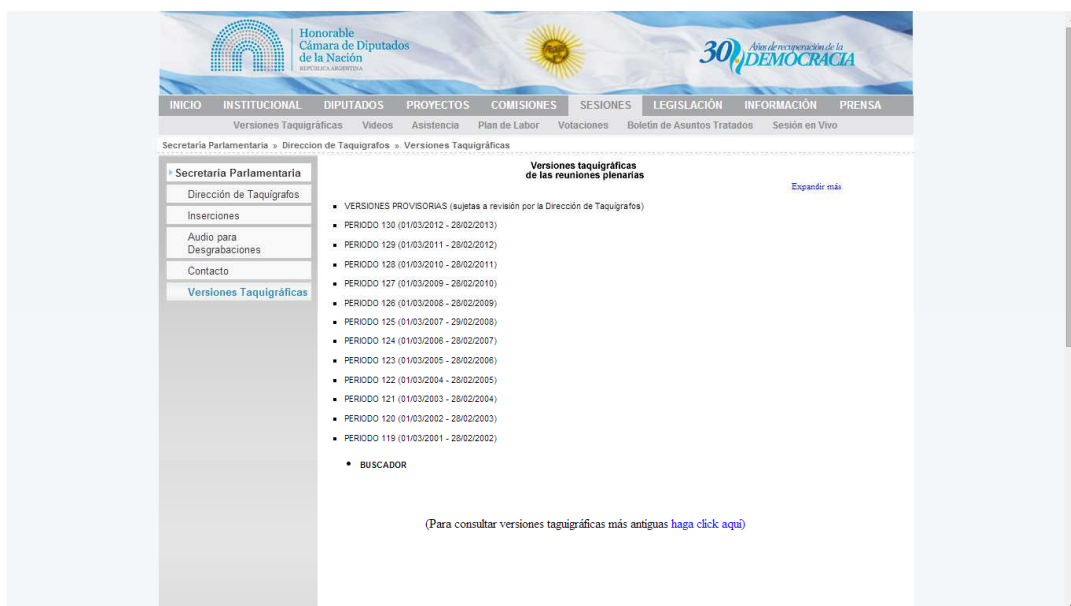 Honorable
Cámara de Diputados
de la Nación
REPÚBLICA ARGENTINA
30 Años de recuperación de la
DEMOCRACIA
INICIO INSTITUCIONAL DIPUTADOS PROYECTOS COMISIONES SESIONES LEGISLACIÓN INFORMACIÓN PRENSA
Versiones Taquigráficas Videos Asistencia Plan de Labor Votaciones Boletín de Asuntos Tratados Sesión en Vivo
Secretaría Parlamentaria » Direccion de Taquigrafos » Versiones Taquigráficas
Secretaria Parlamentaria
Dirección de Taquígrafos
Inserciones
Audio para
Desgrabaciones
Contacto
Versiones Taquigráficas
Versiones taquigráficas
de las reuniones plenarias
Expandir más
VERSIONES PROVISORIAS (sujetas a revisión por la Dirección de Taquígrafos)
PERIODO 130 (01/03/2012 - 28/02/2013)
PERIODO 129 (01/03/2011 - 28/02/2012)
PERIODO 128 (01/03/2010 - 28/02/2011)
PERIODO 127 (01/03/2009 - 28/02/2010)
PERIODO 126 (01/03/2008 - 28/02/2009)
PERIODO 125 (01/03/2007 - 29/02/2008)
PERIODO 124 (01/03/2006 - 28/02/2007)
PERIODO 123 (01/03/2005 - 28/02/2006)
PERIODO 122 (01/03/2004 - 28/02/2005)
PERIODO 121 (01/03/2003 - 28/02/2004)
PERIODO 120 (01/03/2002 - 28/02/2003)
PERIODO 119 (01/03/2001 - 28/02/2002)
BUSCADOR
(Para consultar versiones taguigráficas más antiguas haga click aquí)